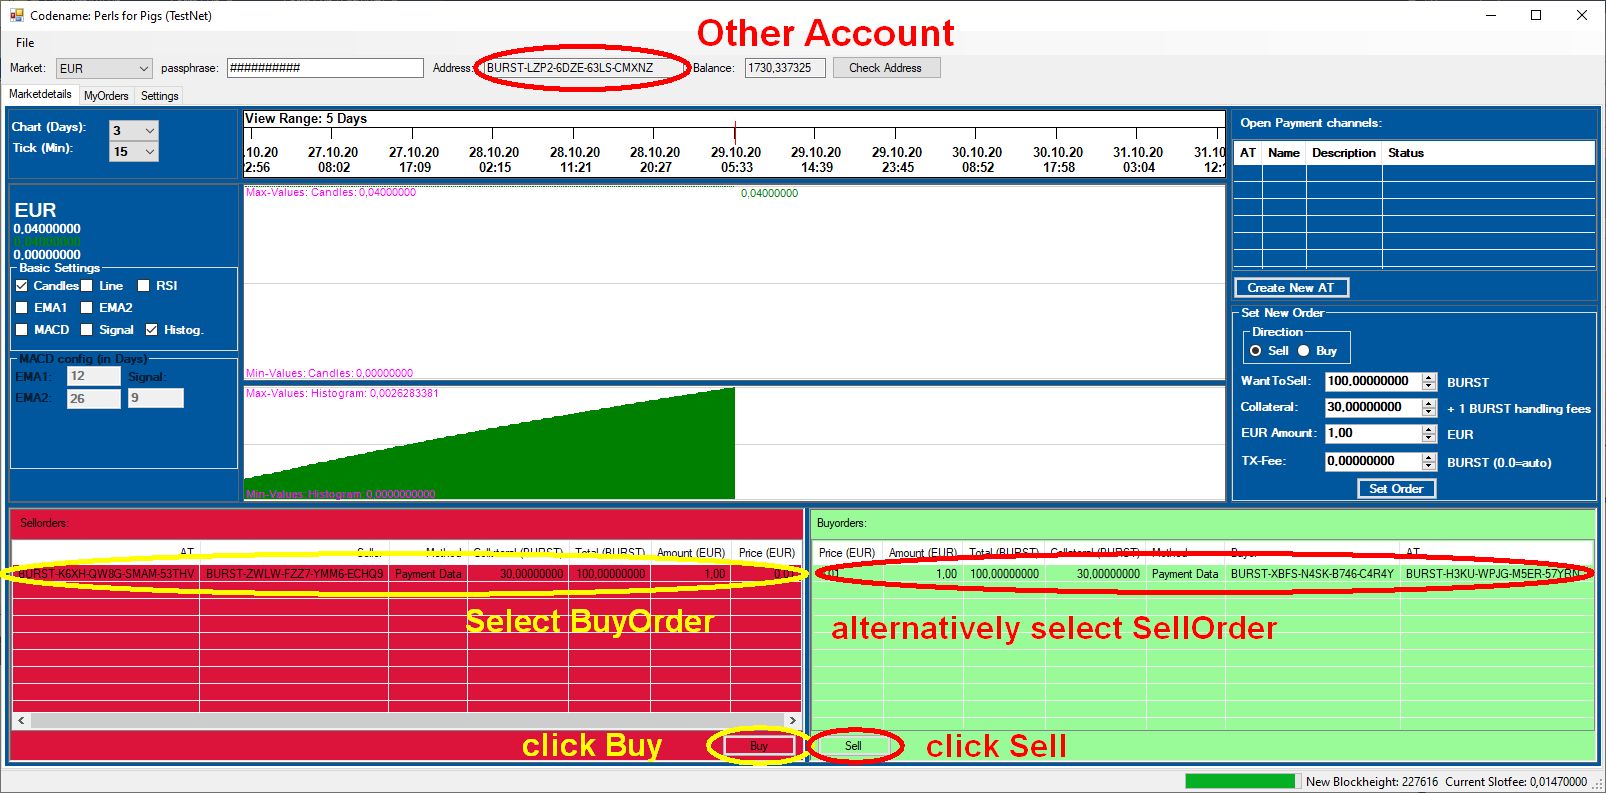 Codename: Perls for Pigs (TestNet)
Other Account
File
Market: EUR passphrase: ########## Address: BURST-LZP2-6DZE-63LS-CMXNZ Balance: 1730,337325 Check Address
Marketdetails MyOrders Settings
Chart (Days): 3
Tick (Min): 15
View Range: 5 Days
.10.20 27.10.20 27.10.20 28.10.20 28.10.20 28.10.20 29.10.20 29.10.20 29.10.20 30.10.20 30.10.20 31.10.20 31.10
2:56 08:02 17:09 02:15 11:21 20:27 05:33 14:39 23:45 08:52 17:58 03:04 12:
Open Payment channels:
AT Name Description Status
Max-Values: Candles: 0,04000000 0,04000000
EUR
0,04000000
0,04000000
0,00000000
Basic Settings
Candles Line RSI
EMA1 EMA2
MACD Signal Histog.
MACD config (in Days)
EMA1: 12 Signal:
EMA2: 26 9
Min-Values: Candles: 0,00000000
Max-Values: Histogram: 0,0026283381
Min-Values: Histogram: 0,0000000000
Create New AT
Set New Order
Direction
Sell Buy
WantToSell: 100,00000000 BURST
Collateral: 30,00000000 + 1 BURST handling fees
EUR Amount: 1,00 EUR
TX-Fee: 0,00000000 BURST (0.0=auto)
Set Order
Sellorders:
AT Seller Method Collateral (BURST) Total (BURST) Amount (EUR) Price (EUR)
BURST-K6XH-QW8G-SMAM-53THV BURST-ZWLW-FZZ7-YMM6-ECHQ9 Payment Data 30,00000000 100,00000000 1,00
Select BuyOrder
click Buy
Buy
Buyorders:
Price (EUR) Amount (EUR) Total (BURST) Collateral (BURST) Method Buyer AT
1,00 100,00000000 30,00000000 Payment Data BURST-XBFS-N4SK-B746-C4R4Y BURST-H3KU-WPJG-M5ER-57YRN
alternatively select SellOrder
Sell
click Sell
New Blockheight: 227616 Current Slotfee: 0,01470000